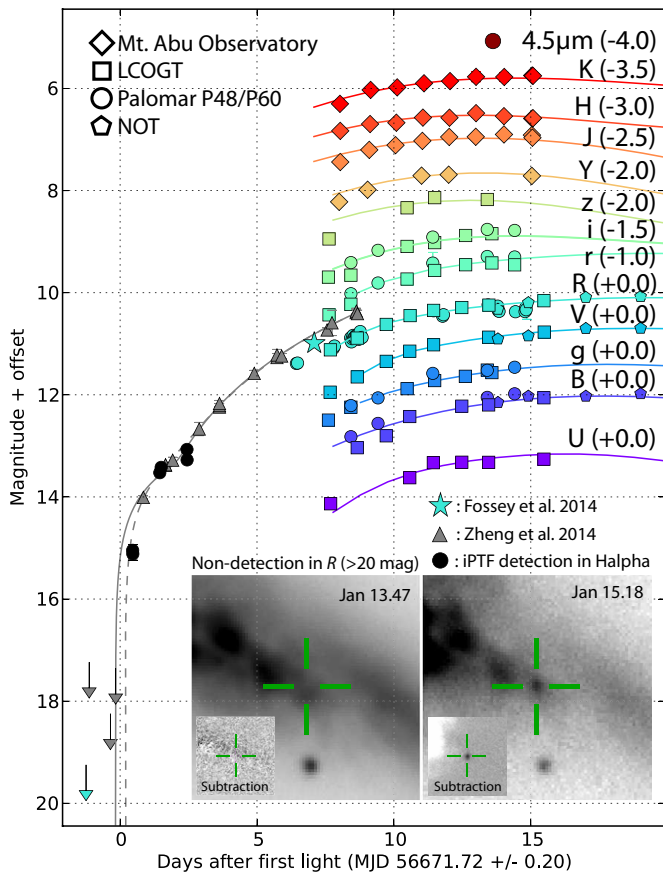 Mt. Abu Observatory
LCOGT
Palomar P48/P60
NOT
4.5μm (-4.0)
K (-3.5)
H (-3.0)
J (-2.5)
Y (-2.0)
z (-2.0)
i (-1.5)
r (-1.0)
R (+0.0)
V (+0.0)
g (+0.0)
B (+0.0)
U (+0.0)
: Fossey et al. 2014
: Zheng et al. 2014
: iPTF detection in Halpha
Non-detection in R (>20 mag)
Jan 13.47
Jan 15.18
Subtraction
Subtraction
Magnitude + offset
6
8
10
12
14
16
18
20
0
5
10
15
Days after first light (MJD 56671.72 +/- 0.20)